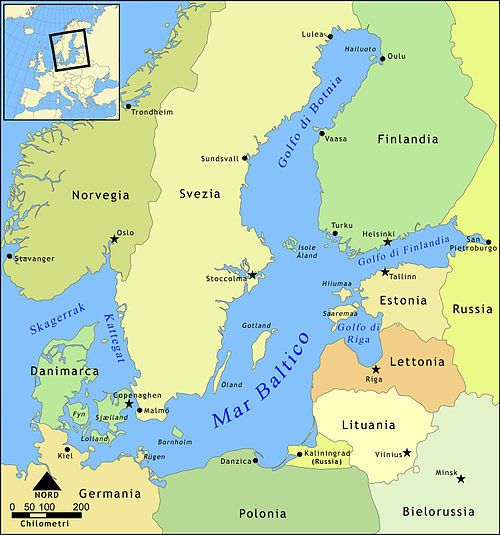 Lulea
Hailuoto
Oulu
Trondheim
Golfo di Botnia
Vaasa
Finlandia
Sundsvall
Norvegia
Svezia
Turku
Helsinki
San
Pietroburgo
Oslo
Isole
Åland
Golfo di Finlandia
Stavanger
Stoccolma
Tallinn
Hiiumaa
Estonia
Russia
Skagerrak
Kattegat
Saaremaa
Golfo di
Riga
Gotland
Lettonia
Danimarca
Mar Baltico
Riga
Öland
Copenaghen
Malmö
Fyn
Sjælland
Lituania
Bornholm
Lolland
Kiel
Rügen
Danzica
Kaliningrad
(Russia)
Vilnius
Minsk
NORD
0 50 100 200
Chilometri
Germania
Polonia
Bielorussia